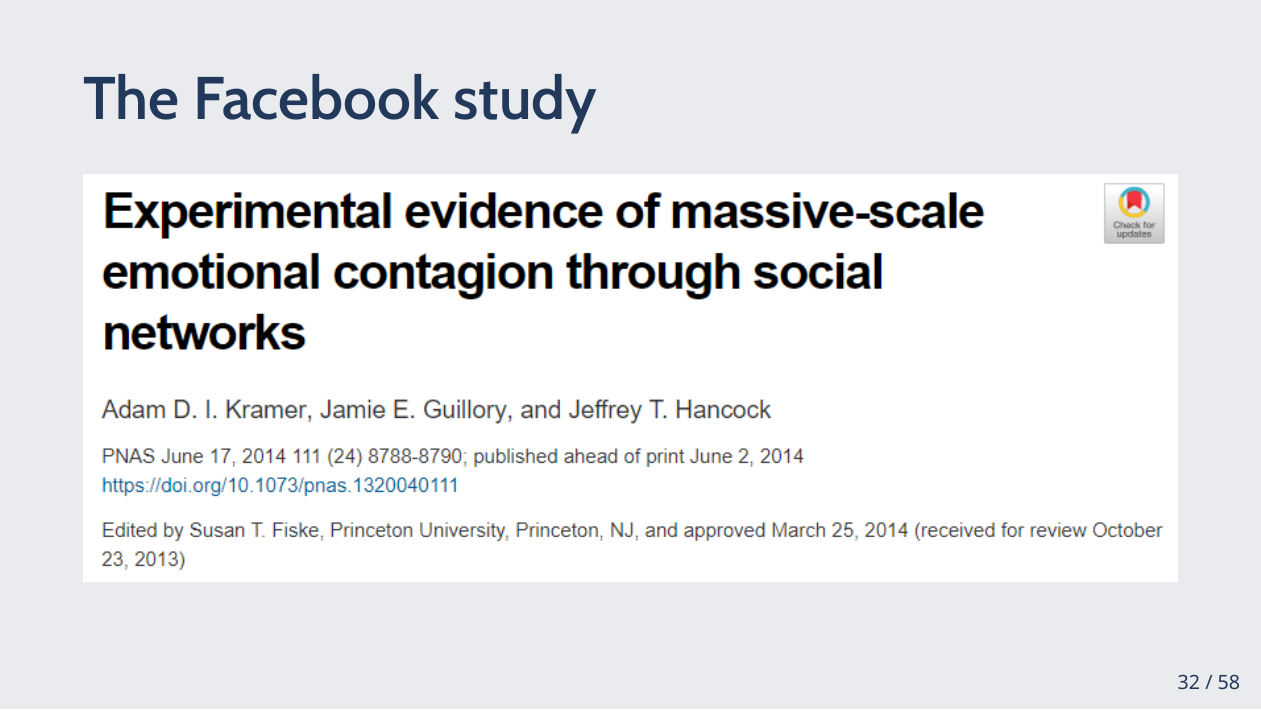 The Facebook study
Experimental evidence of massive-scale
emotional contagion through social
networks
Check for
updates
Adam D. I. Kramer, Jamie E. Guillory, and Jeffrey T. Hancock
PNAS June 17, 2014 111 (24) 8788-8790; published ahead of print June 2, 2014
https://doi.org/10.1073/pnas.1320040111
Edited by Susan T. Fiske, Princeton University, Princeton, NJ, and approved March 25, 2014 (received for review October
23, 2013)
32 / 58